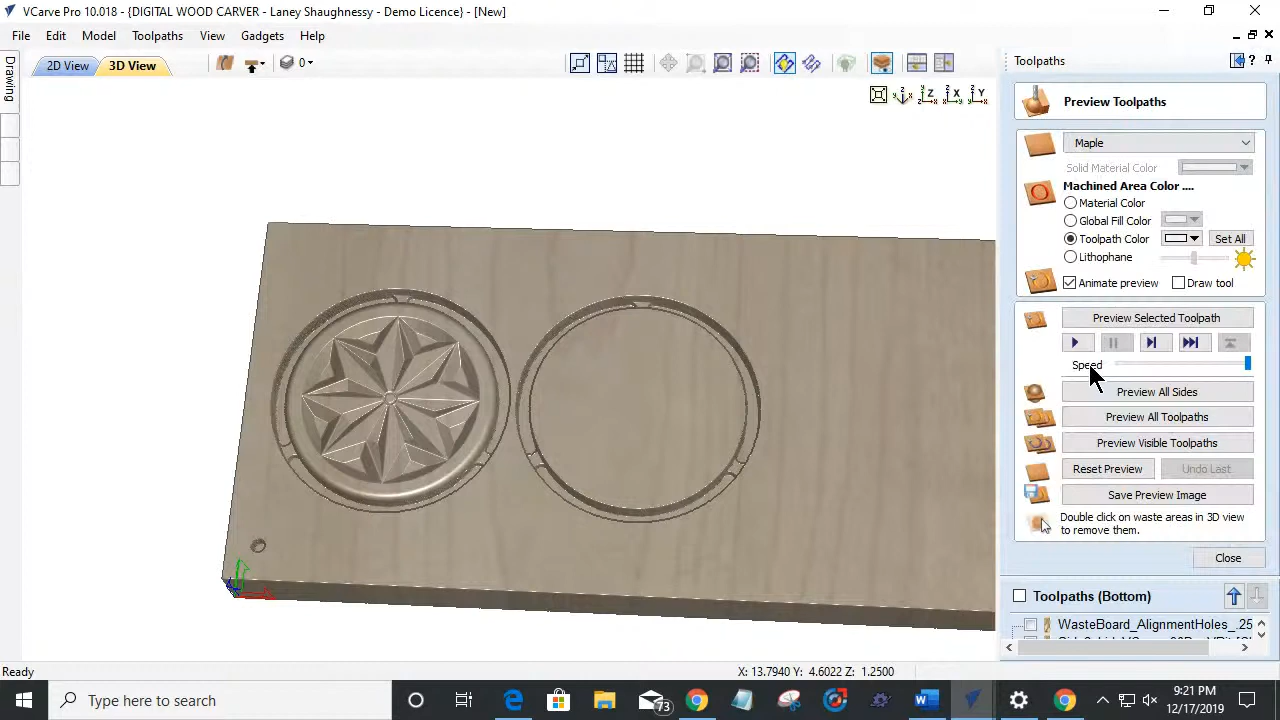 VCarve Pro 10.018 - {DIGITAL WOOD CARVER - Laney Shaughnessy - Demo Licence} - [New]
File Edit Model Toolpaths View Gadgets Help
2D View 3D View 0
Drawing
Z X Y
Toolpaths ?
Preview Toolpaths
Maple
Solid Material Color
Machined Area Color ....
Material Color
Global Fill Color
Toolpath Color Set All
Lithophane
Animate preview Draw tool
Preview Selected Toolpath
Speed
Preview All Sides
Preview All Toolpaths
Preview Visible Toolpaths
Reset Preview Undo Last
Save Preview Image
Double click on waste areas in 3D view
to remove them.
Close
Toolpaths (Bottom)
WasteBoard_AlignmentHoles_.25
Ready X: 13.7940 Y: 4.6022 Z: 1.2500
Type here to search 73 9:21 PM
12/17/2019